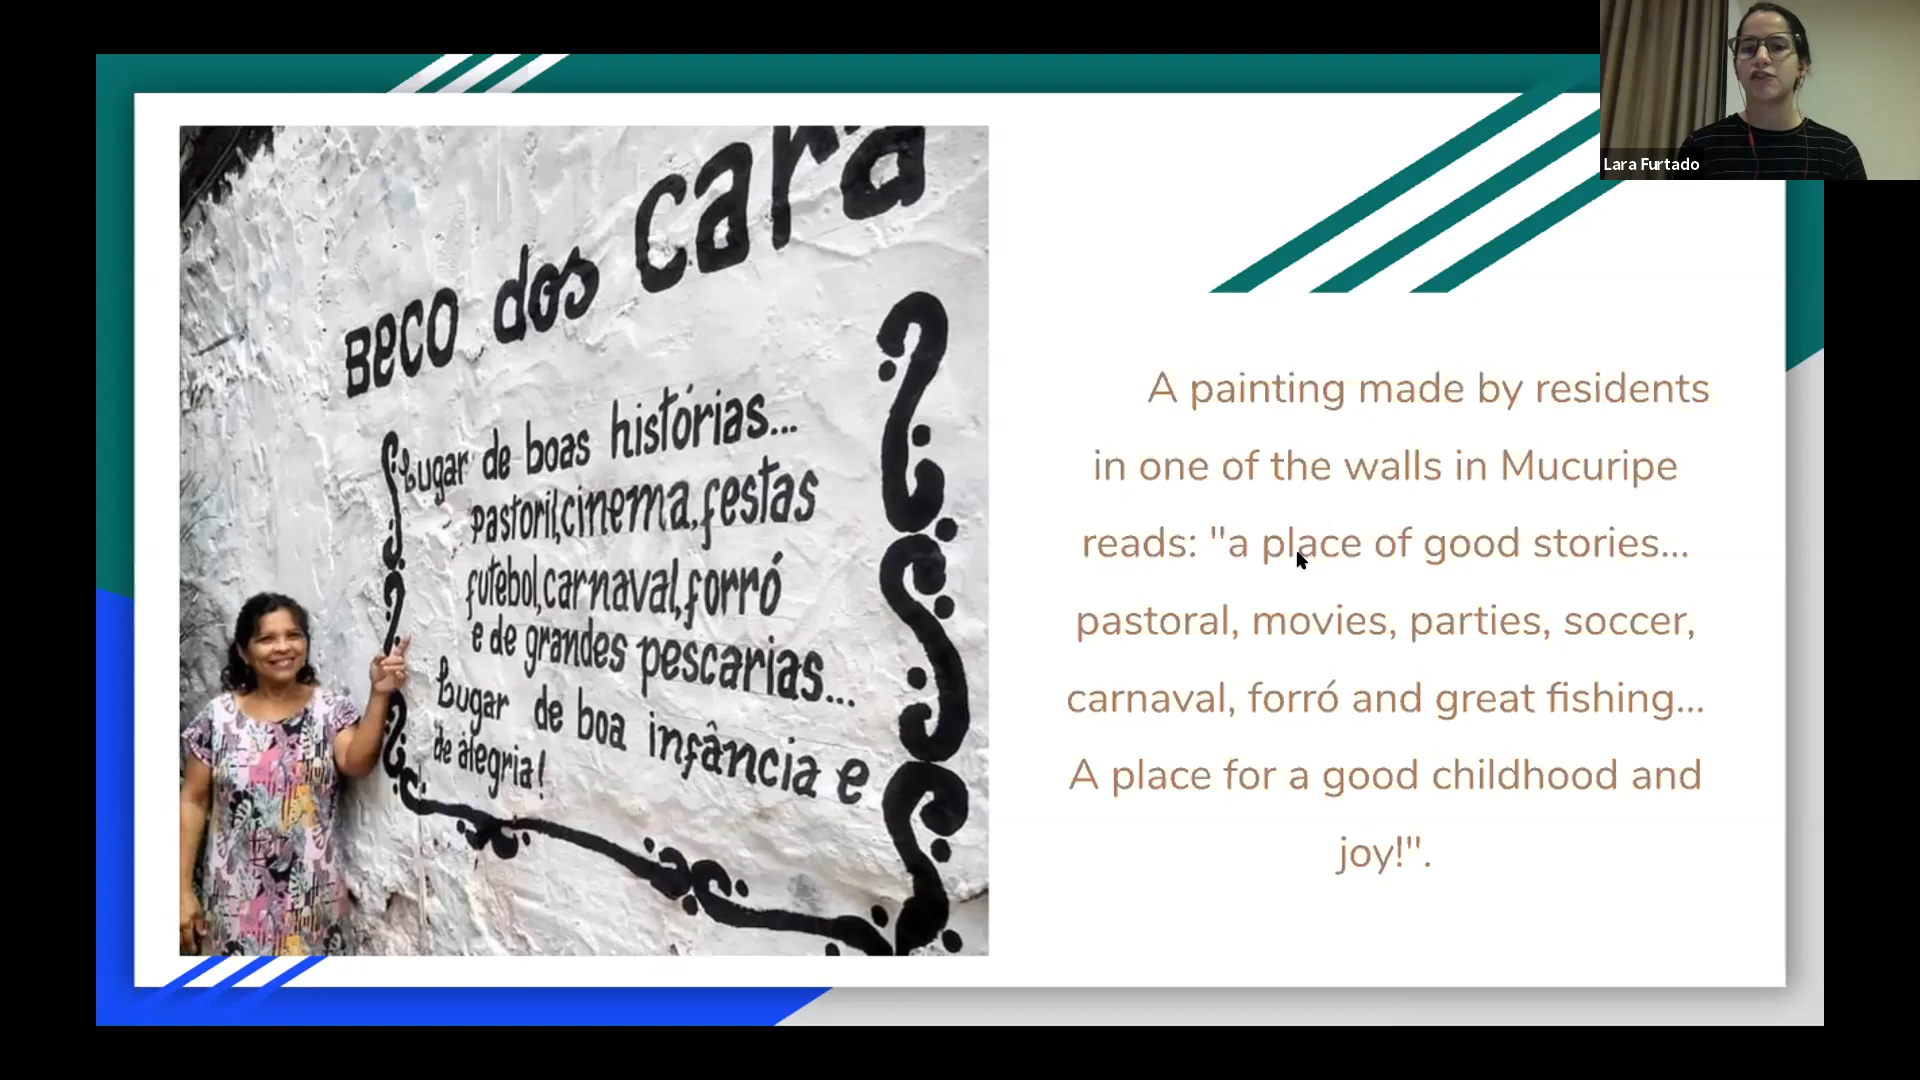 Beco dos Cara
Lugar de boas histórias...
pastoril, cinema, festas
futebol, carnaval, forró
e de grandes pescarias...
Lugar de boa infância e
de alegria!
A painting made by residents
in one of the walls in Mucuripe
reads: "a place of good stories...
pastoral, movies, parties, soccer,
carnaval, forró and great fishing...
A place for a good childhood and
joy!".
Lara Furtado